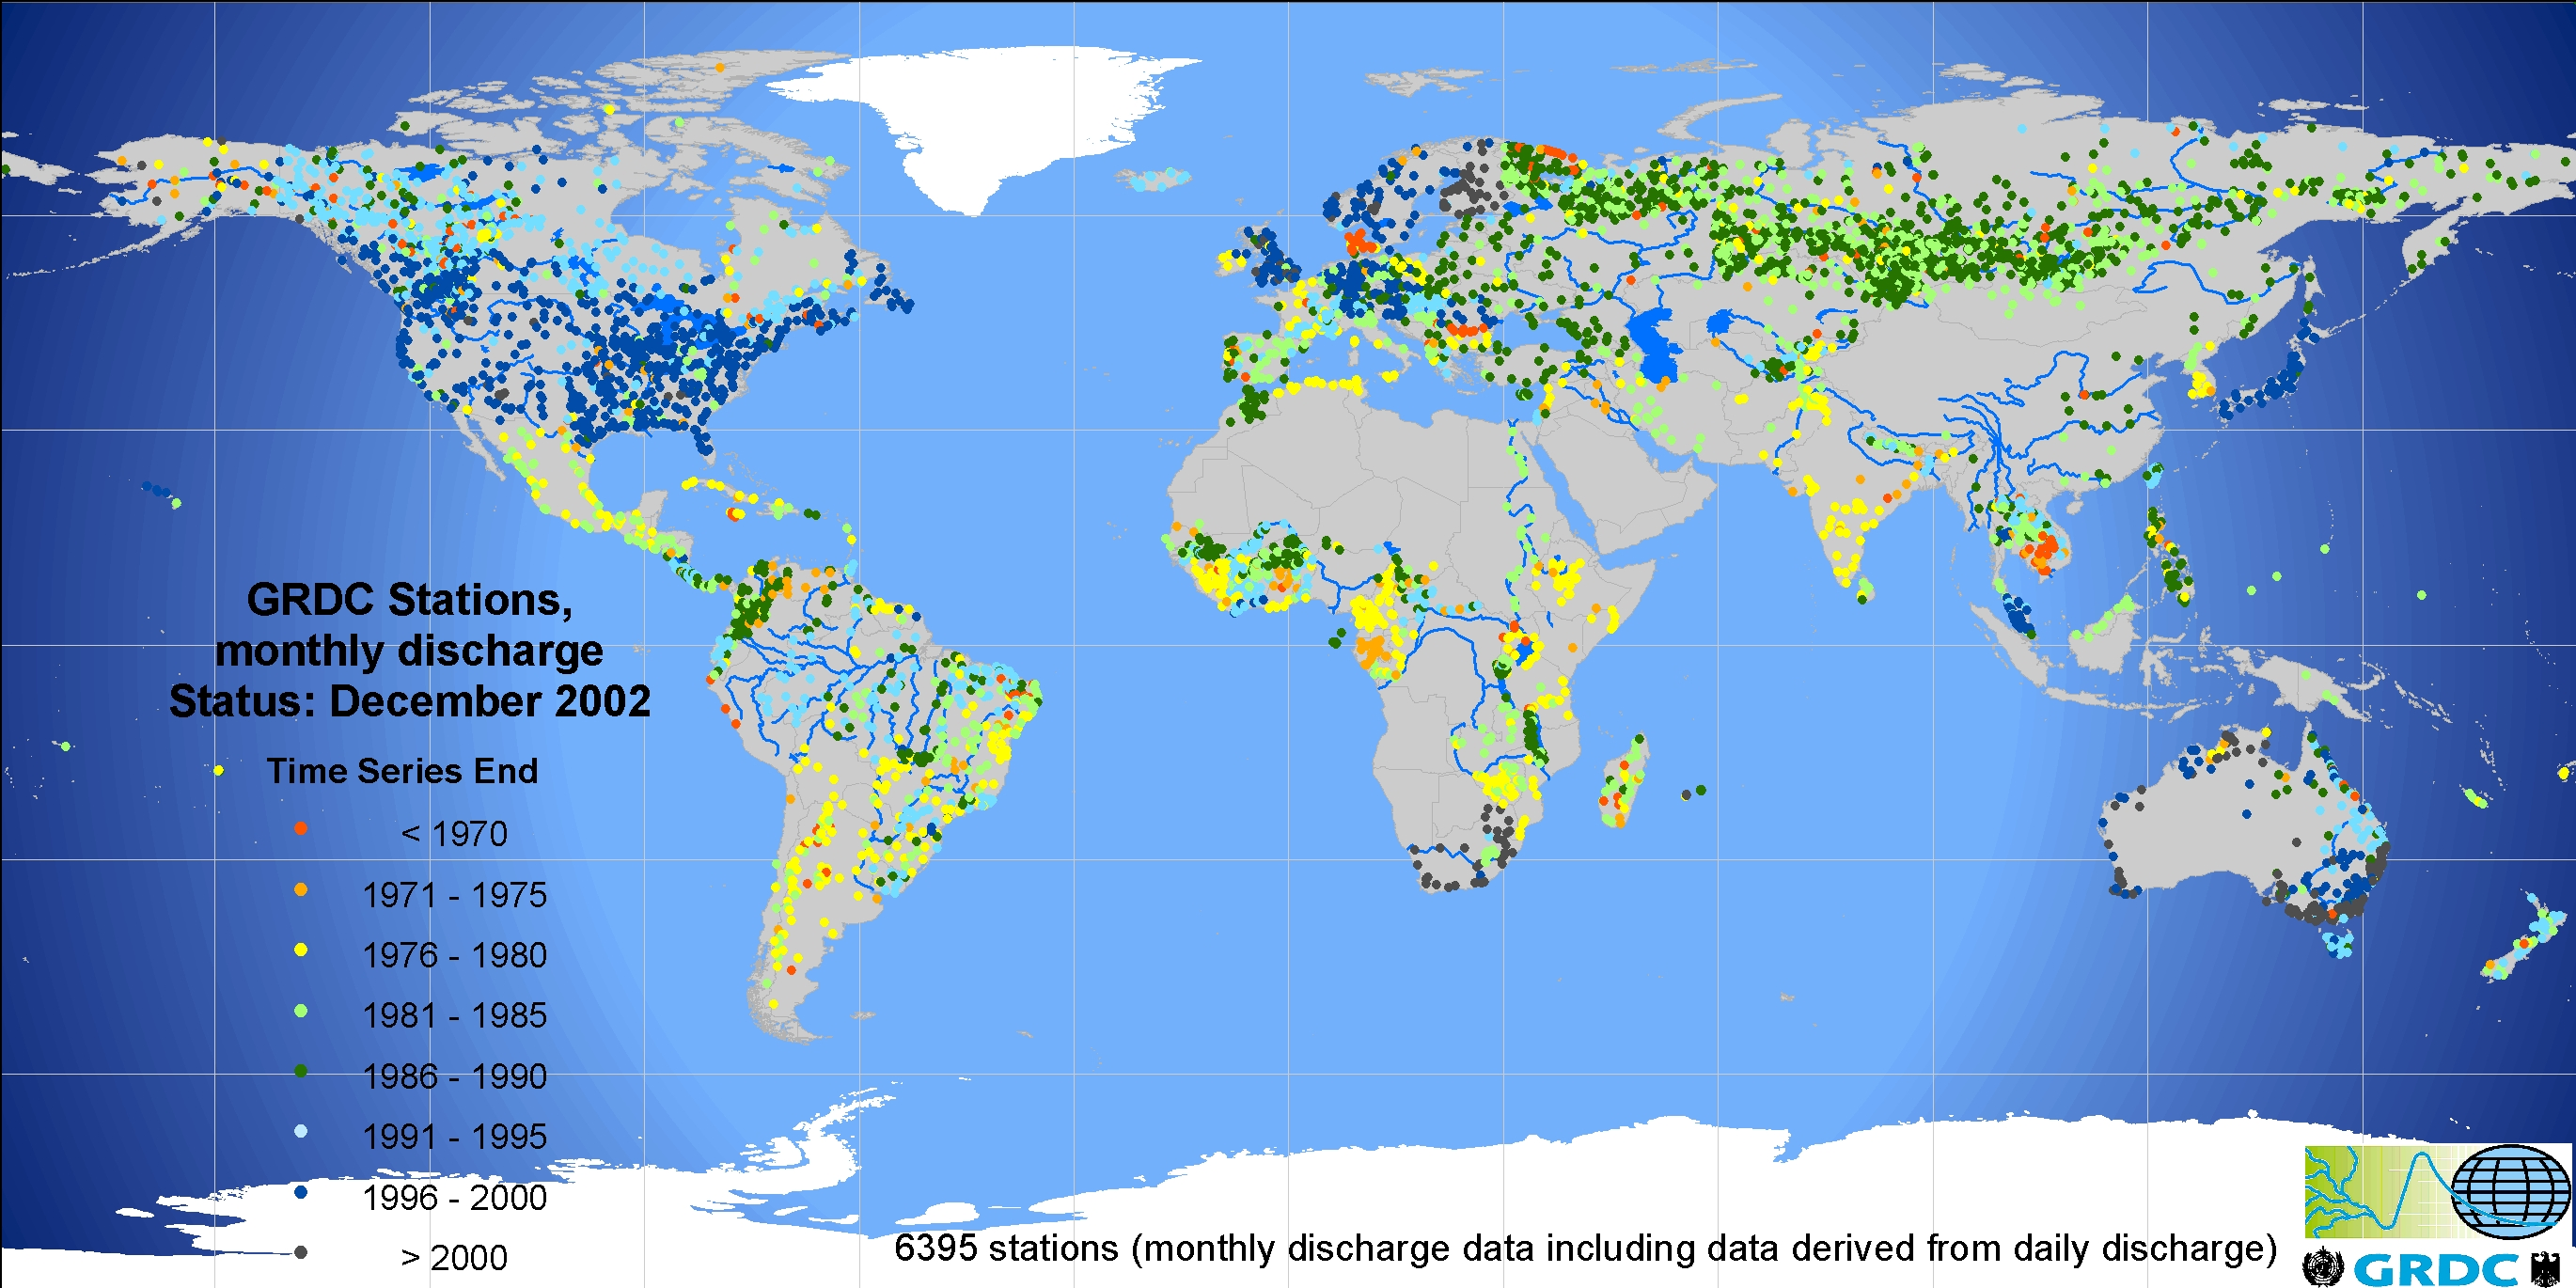 GRDC Stations,
monthly discharge
Status: December 2002
Time Series End
< 1970
1971 - 1975
1976 - 1980
1981 - 1985
1986 - 1990
1991 - 1995
1996 - 2000
> 2000
6395 stations (monthly discharge data including data derived from daily discharge)
GRDC